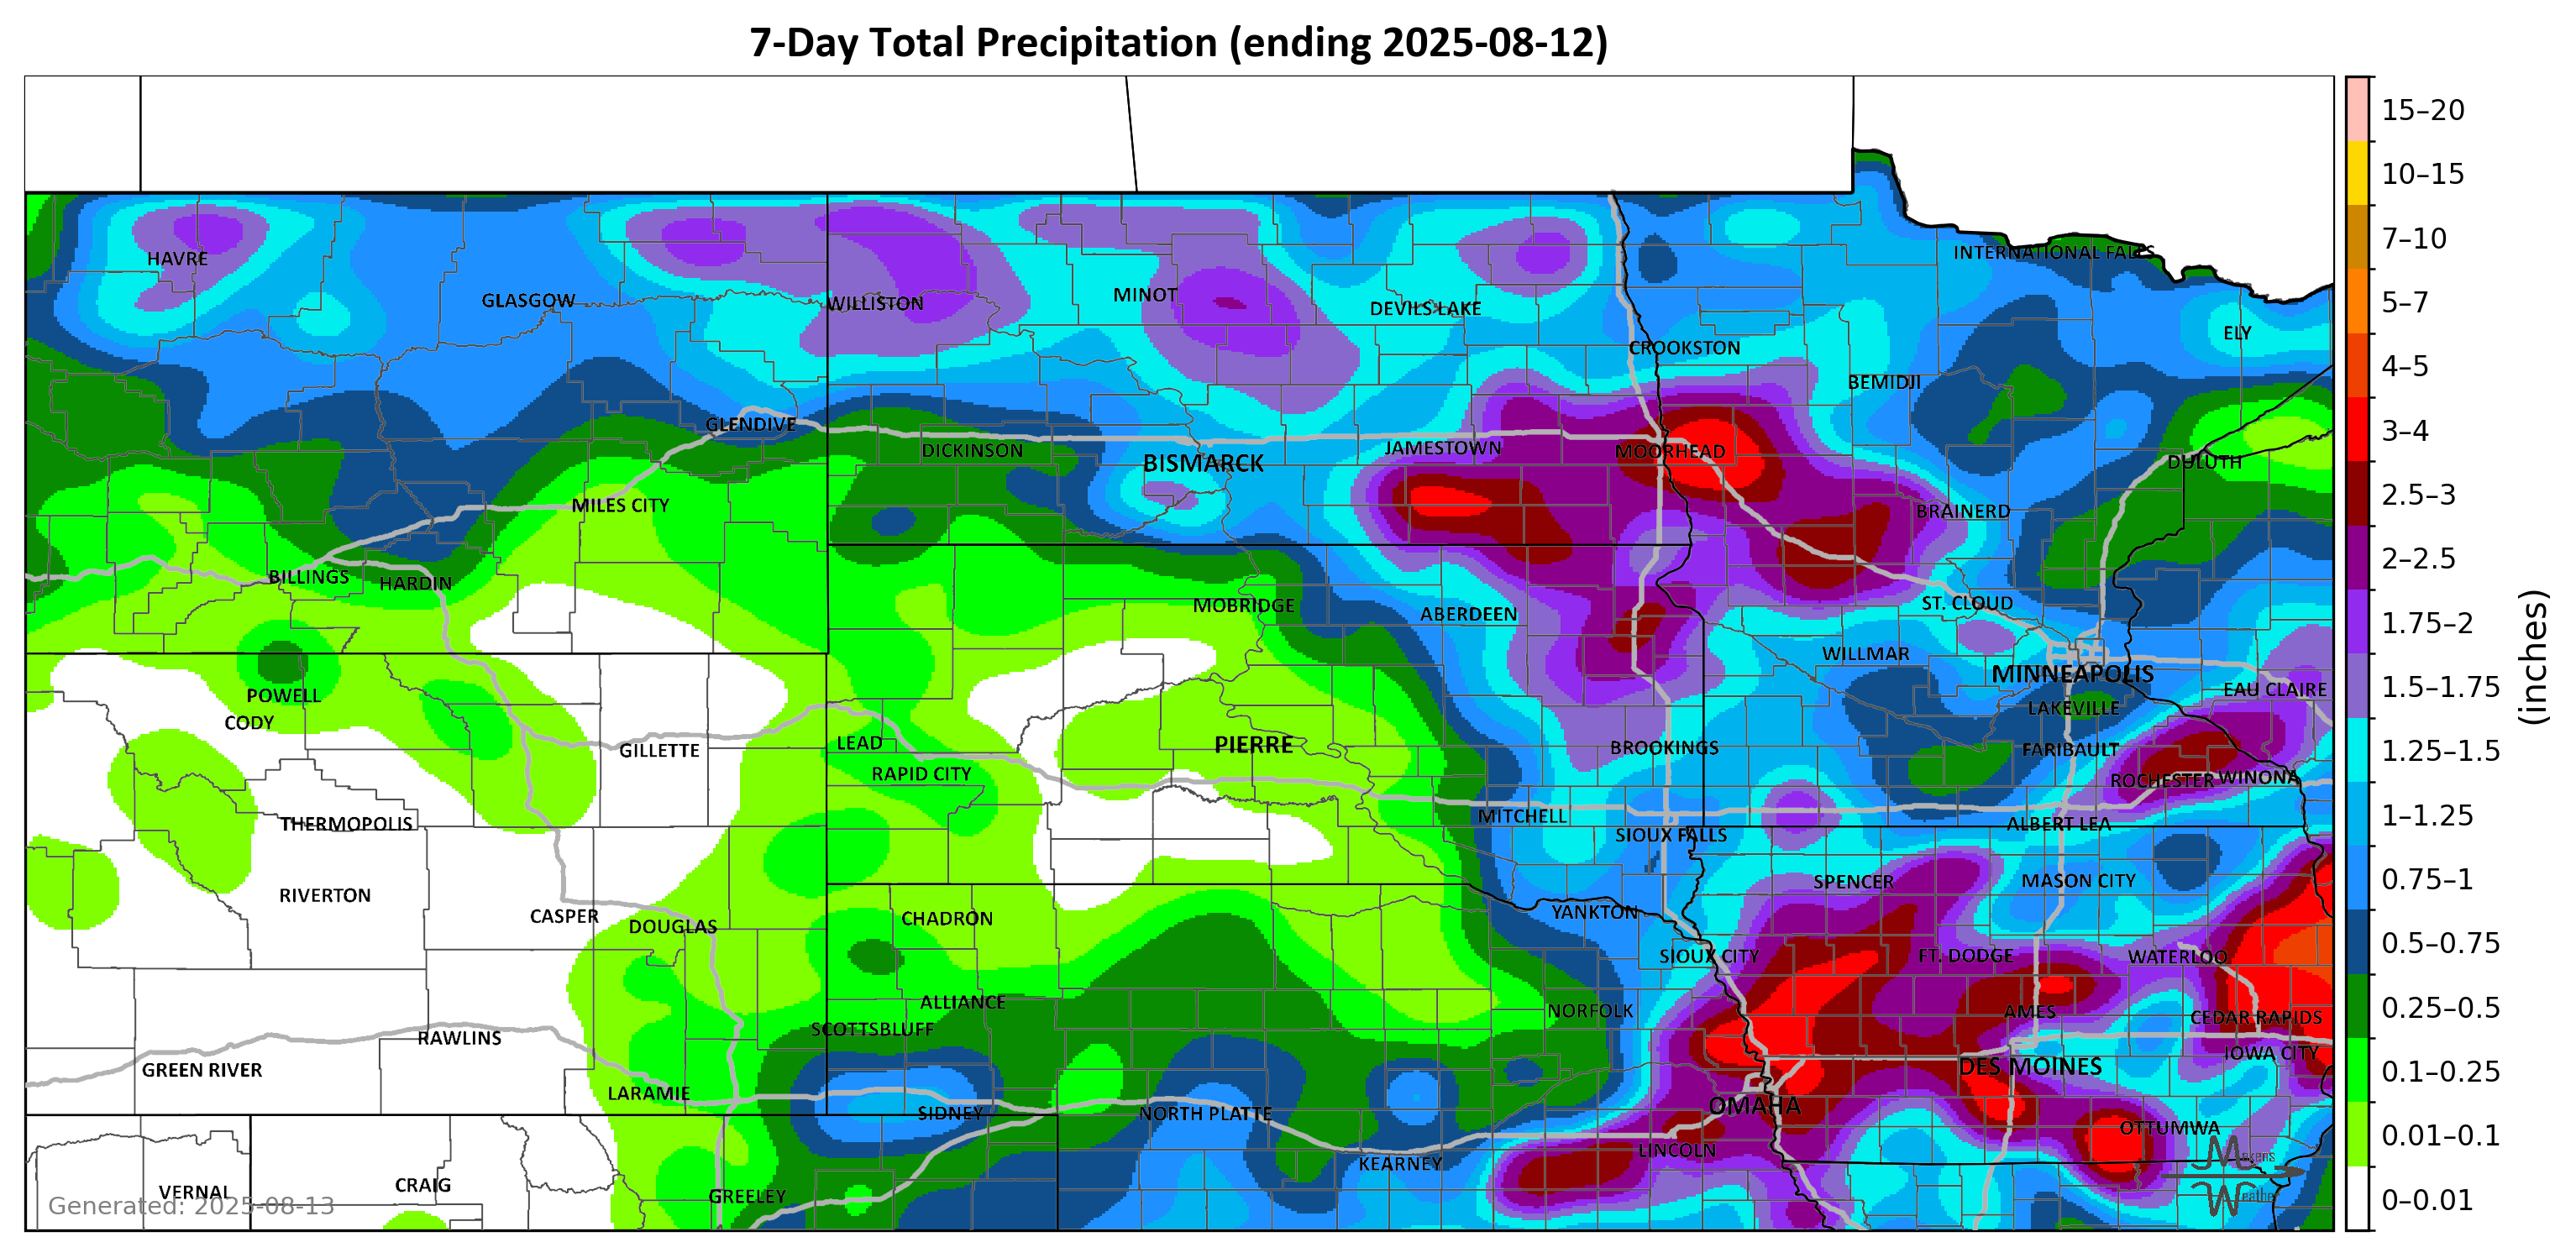 7-Day Total Precipitation (ending 2025-08-12)
15–20
10–15
7–10
5–7
4–5
3–4
2.5–3
2–2.5
1.75–2
1.5–1.75
1.25–1.5
1–1.25
0.75–1
0.5–0.75
0.25–0.5
0.1–0.25
0.01–0.1
0–0.01
(inches)
INTERNATIONAL FALLS
HAVRE
GLASGOW
WILLISTON
MINOT
DEVILS LAKE
ELY
CROOKSTON
BEMIDJI
GLENDIVE
DICKINSON
BISMARCK
JAMESTOWN
MOORHEAD
DULUTH
MILES CITY
BRAINERD
BILLINGS
HARDIN
MOBRIDGE
ABERDEEN
ST. CLOUD
WILLMAR
MINNEAPOLIS
POWELL
EAU CLAIRE
CODY
LAKEVILLE
GILLETTE
LEAD
PIERRE
BROOKINGS
FARIBAULT
RAPID CITY
ROCHESTER
WINONA
THERMOPOLIS
MITCHELL
SIOUX FALLS
ALBERT LEA
RIVERTON
SPENCER
MASON CITY
CASPER
DOUGLAS
CHADRON
YANKTON
SIOUX CITY
FT. DODGE
WATERLOO
ALLIANCE
NORFOLK
AMES
CEDAR RAPIDS
SCOTTSBLUFF
RAWLINS
IOWA CITY
GREEN RIVER
DES MOINES
LARAMIE
SIDNEY
NORTH PLATTE
OMAHA
OTTUMWA
LINCOLN
KEARNEY
VERNAL
CRAIG
GREELEY
Generated: 2025-08-13
Makens
Weather